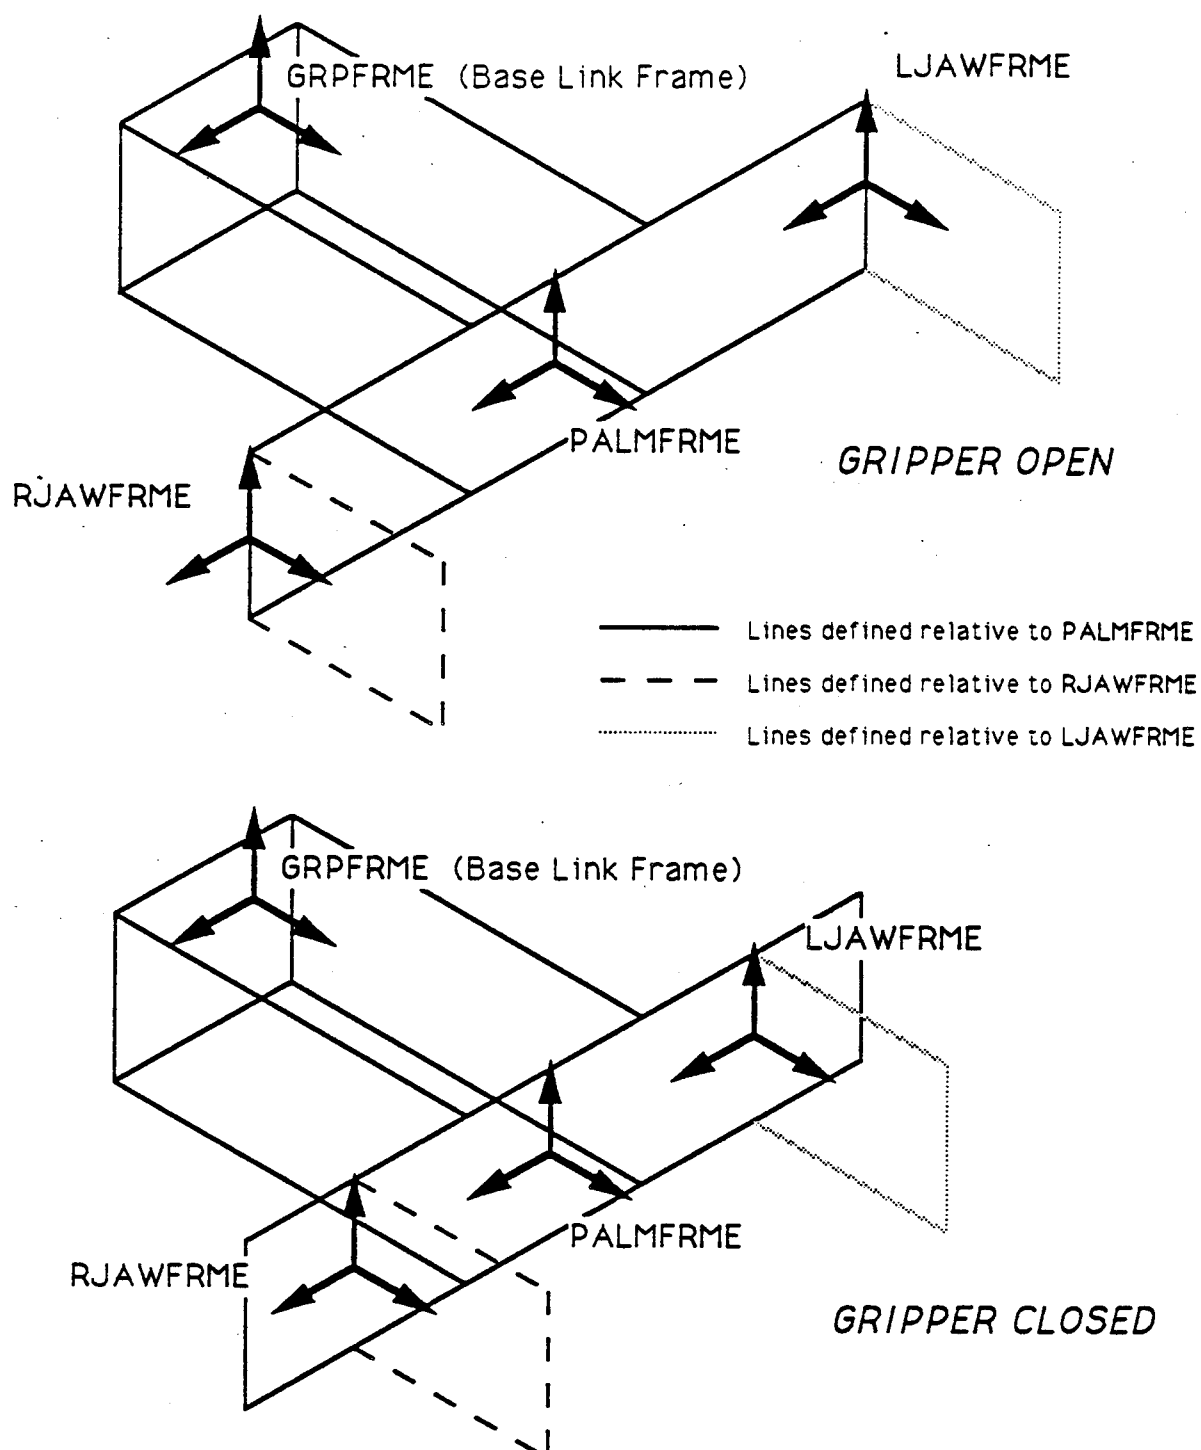 GRPFRME (Base Link Frame)
LJAWFRME
PALMFRME
GRIPPER OPEN
RJAWFRME
Lines defined relative to PALMFRME
Lines defined relative to RJAWFRME
Lines defined relative to LJAWFRME
GRPFRME (Base Link Frame)
LJAWFRME
PALMFRME
RJAWFRME
GRIPPER CLOSED